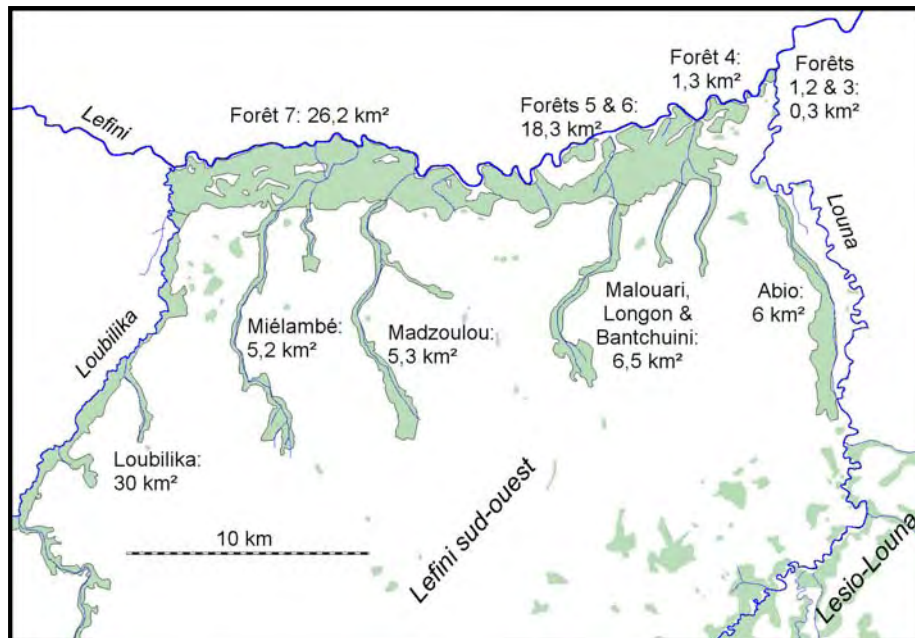 Forêt 4:
1,3 km²
Forêts
1,2 & 3:
0,3 km²
Forêt 7: 26,2 km²
Forêts 5 & 6:
18,3 km²
Lefini
Louna
Loubilika
Miélambé:
5,2 km²
Madzoulou:
5,3 km²
Malouari,
Longon &
Bantchuini:
6,5 km²
Abio:
6 km²
Loubilika:
30 km²
10 km
Lefini sud-ouest
Lesio-Louna